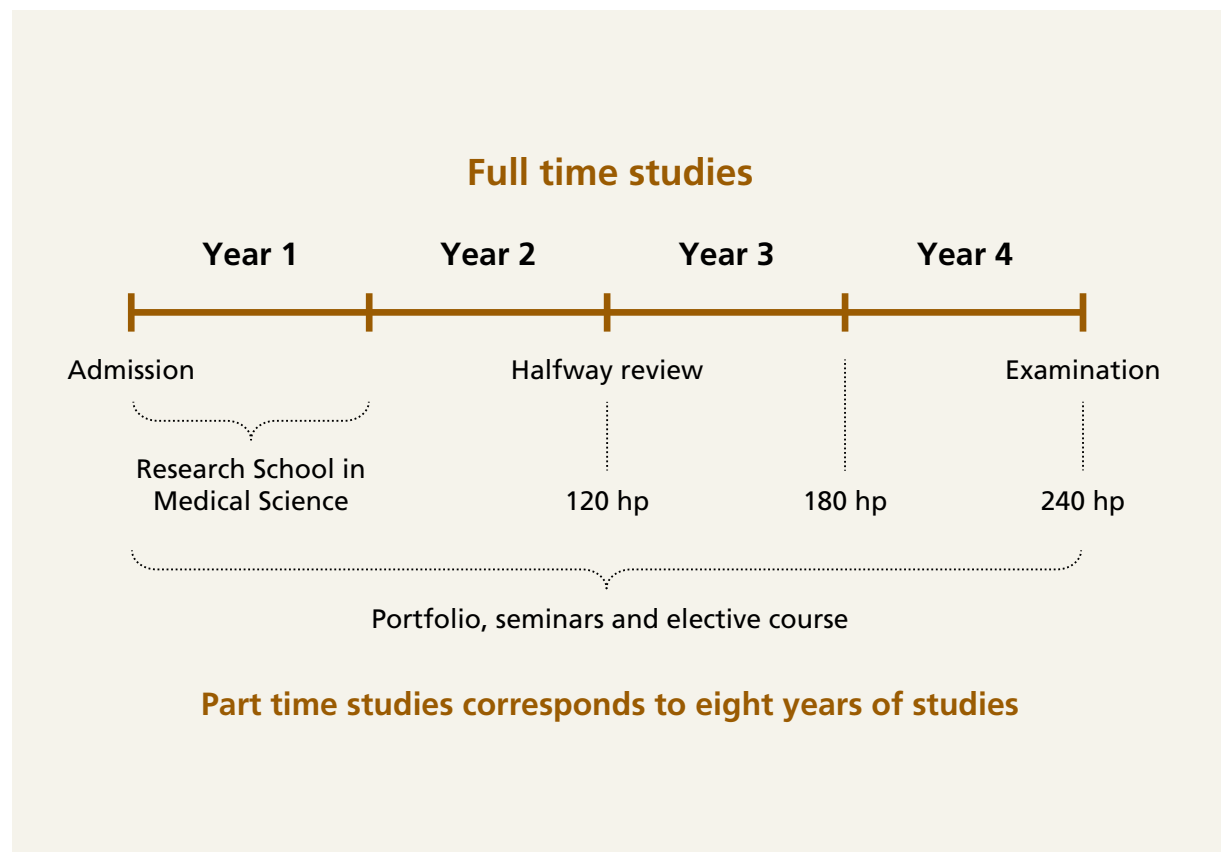 Full time studies
Year 1 Year 2 Year 3 Year 4
Admission Halfway review Examination
Research School in
Medical Science 120 hp 180 hp 240 hp
Portfolio, seminars and elective course
Part time studies corresponds to eight years of studies